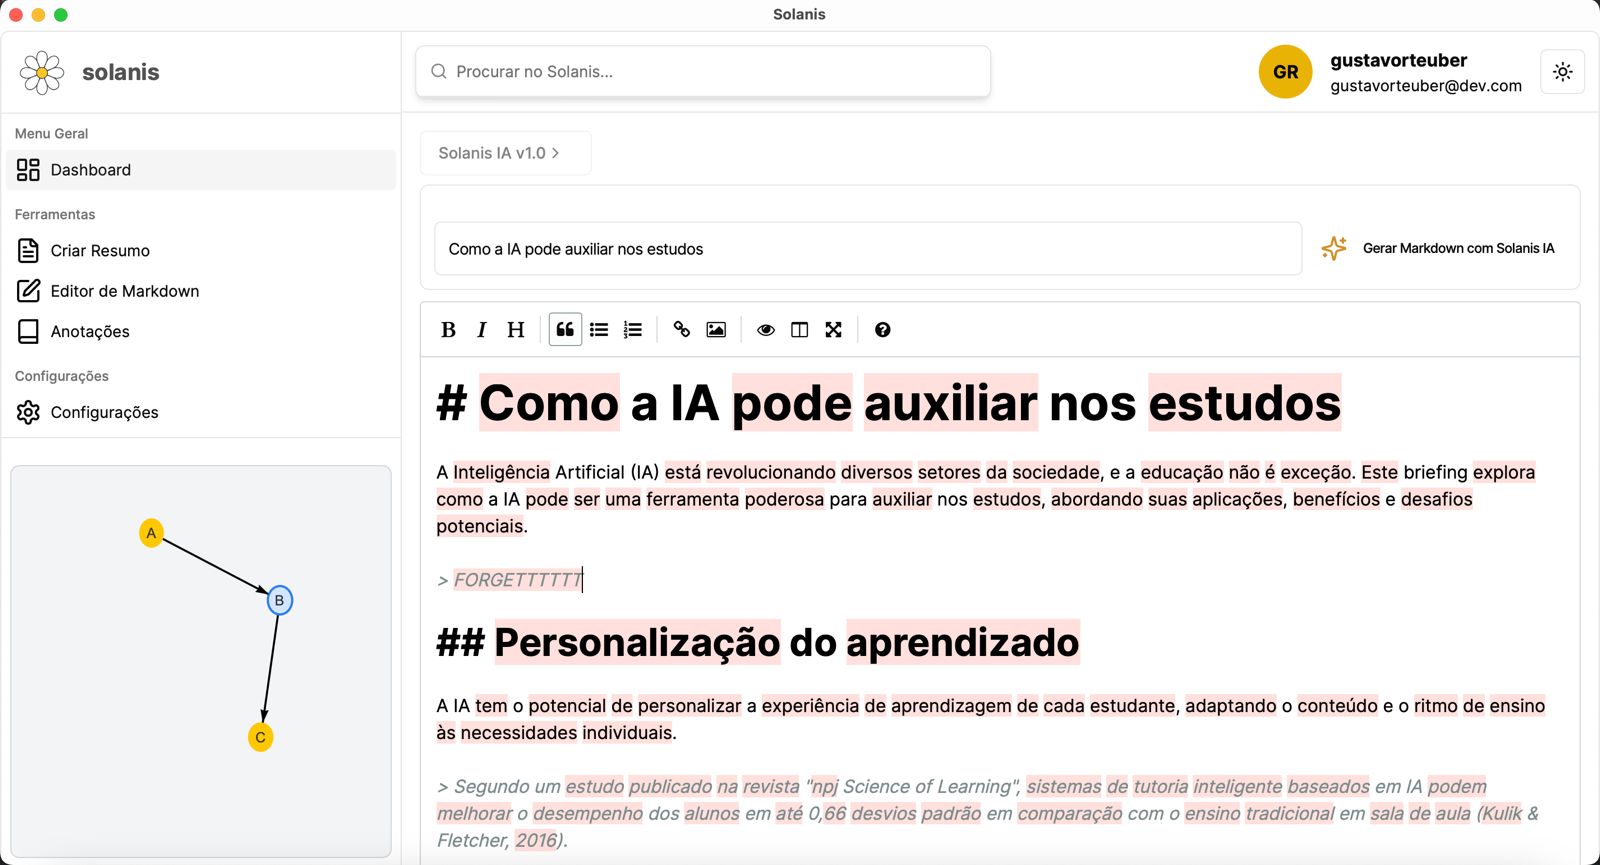 Solanis
solanis
Procurar no Solanis...
GR
gustavorteuber
gustavorteuber@dev.com
Menu Geral
Dashboard
Ferramentas
Criar Resumo
Editor de Markdown
Anotações
Configurações
Configurações
A
B
C
Solanis IA v1.0 >
Como a IA pode auxiliar nos estudos
Gerar Markdown com Solanis IA
B I H
# Como a IA pode auxiliar nos estudos
A Inteligência Artificial (IA) está revolucionando diversos setores da sociedade, e a educação não é exceção. Este briefing explora
como a IA pode ser uma ferramenta poderosa para auxiliar nos estudos, abordando suas aplicações, benefícios e desafios
potenciais.
> FORGETTTTTT
## Personalização do aprendizado
A IA tem o potencial de personalizar a experiência de aprendizagem de cada estudante, adaptando o conteúdo e o ritmo de ensino
às necessidades individuais.
> Segundo um estudo publicado na revista "npj Science of Learning", sistemas de tutoria inteligente baseados em IA podem
melhorar o desempenho dos alunos em até 0,66 desvios padrão em comparação com o ensino tradicional em sala de aula (Kulik &
Fletcher, 2016).